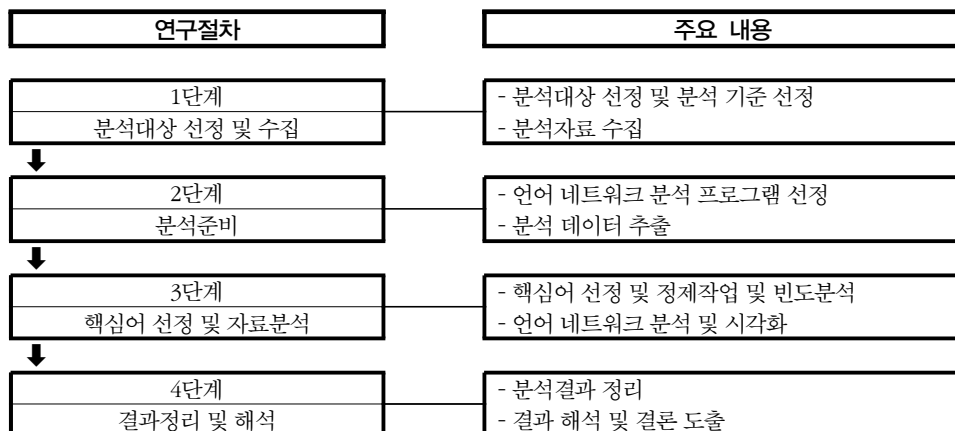 연구절차
주요 내용
1단계
분석대상 선정 및 수집
- 분석대상 선정 및 분석 기준 선정
- 분석자료 수집
2단계
분석준비
- 언어 네트워크 분석 프로그램 선정
- 분석 데이터 추출
3단계
핵심어 선정 및 자료분석
- 핵심어 선정 및 정제작업 및 빈도분석
- 언어 네트워크 분석 및 시각화
4단계
결과정리 및 해석
- 분석결과 정리
- 결과 해석 및 결론 도출